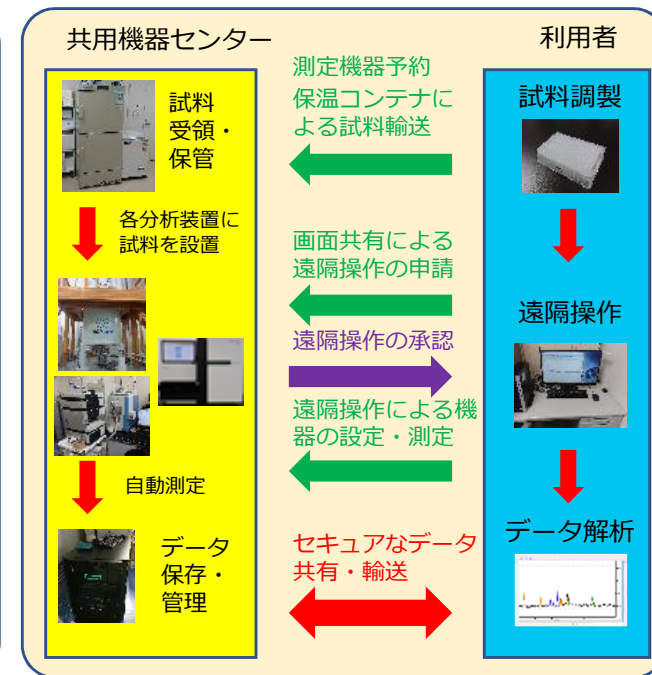 共用機器センター
利用者
試料
受領・
保管
各分析装置に
試料を設置
自動測定
データ
保存・
管理
測定機器予約
保温コンテナに
よる試料輸送
画面共有による
遠隔操作の申請
遠隔操作の承認
遠隔操作による機
器の設定・測定
セキュアなデータ
共有・輸送
試料調製
遠隔操作
データ解析